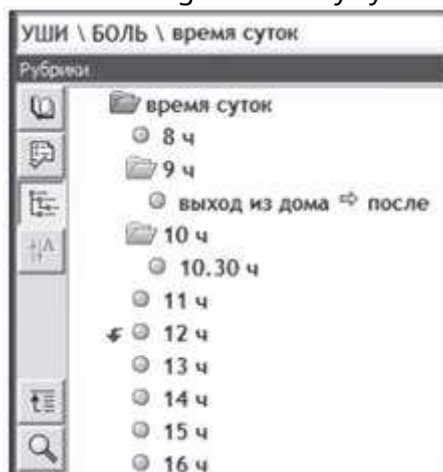 УШИ \ БОЛЬ \ время суток
Рубрики
время суток
8 ч
9 ч
выход из дома ⇨ после
10 ч
10.30 ч
11 ч
12 ч
13 ч
14 ч
15 ч
16 ч